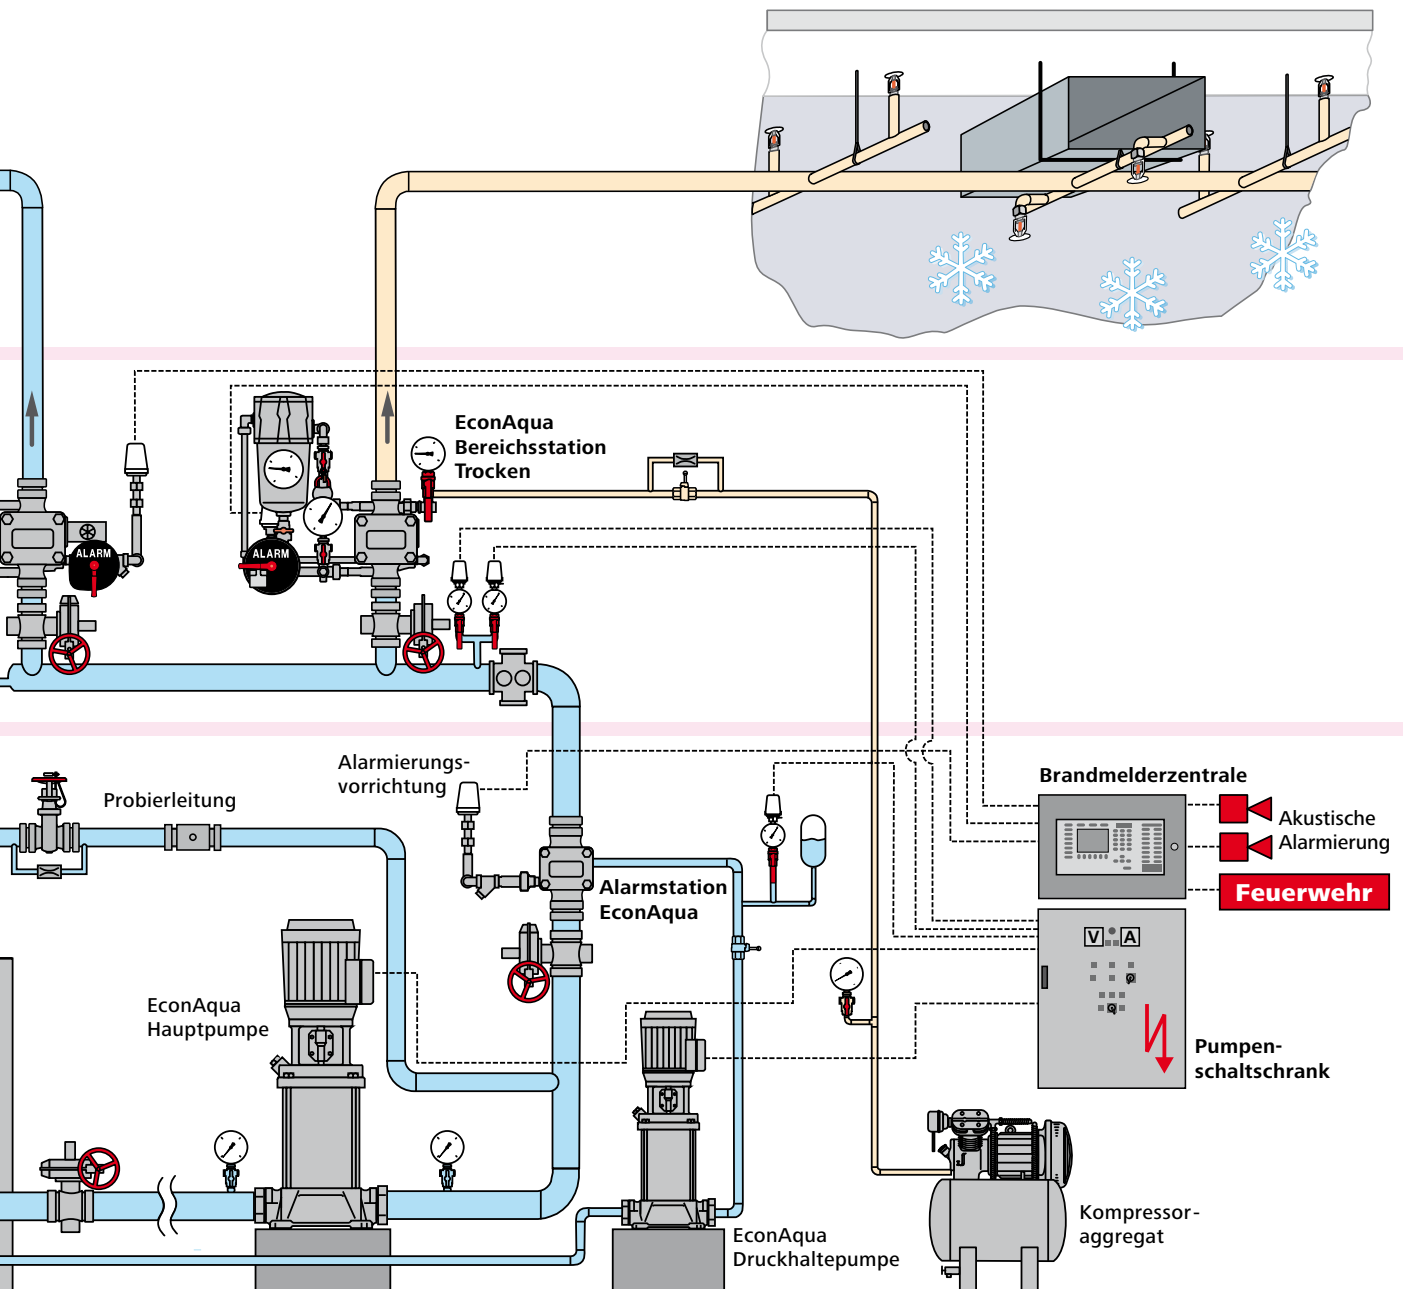 EconAqua
Bereichsstation
Trocken
ALARM
ALARM
Alarmierungs-
vorrichtung
Probierleitung
Brandmelderzentrale
Akustische
Alarmierung
Feuerwehr
Alarmstation
EconAqua
V A
EconAqua
Hauptpumpe
Pumpen-
schaltschrank
Kompressor-
aggregat
EconAqua
Druckhaltepumpe